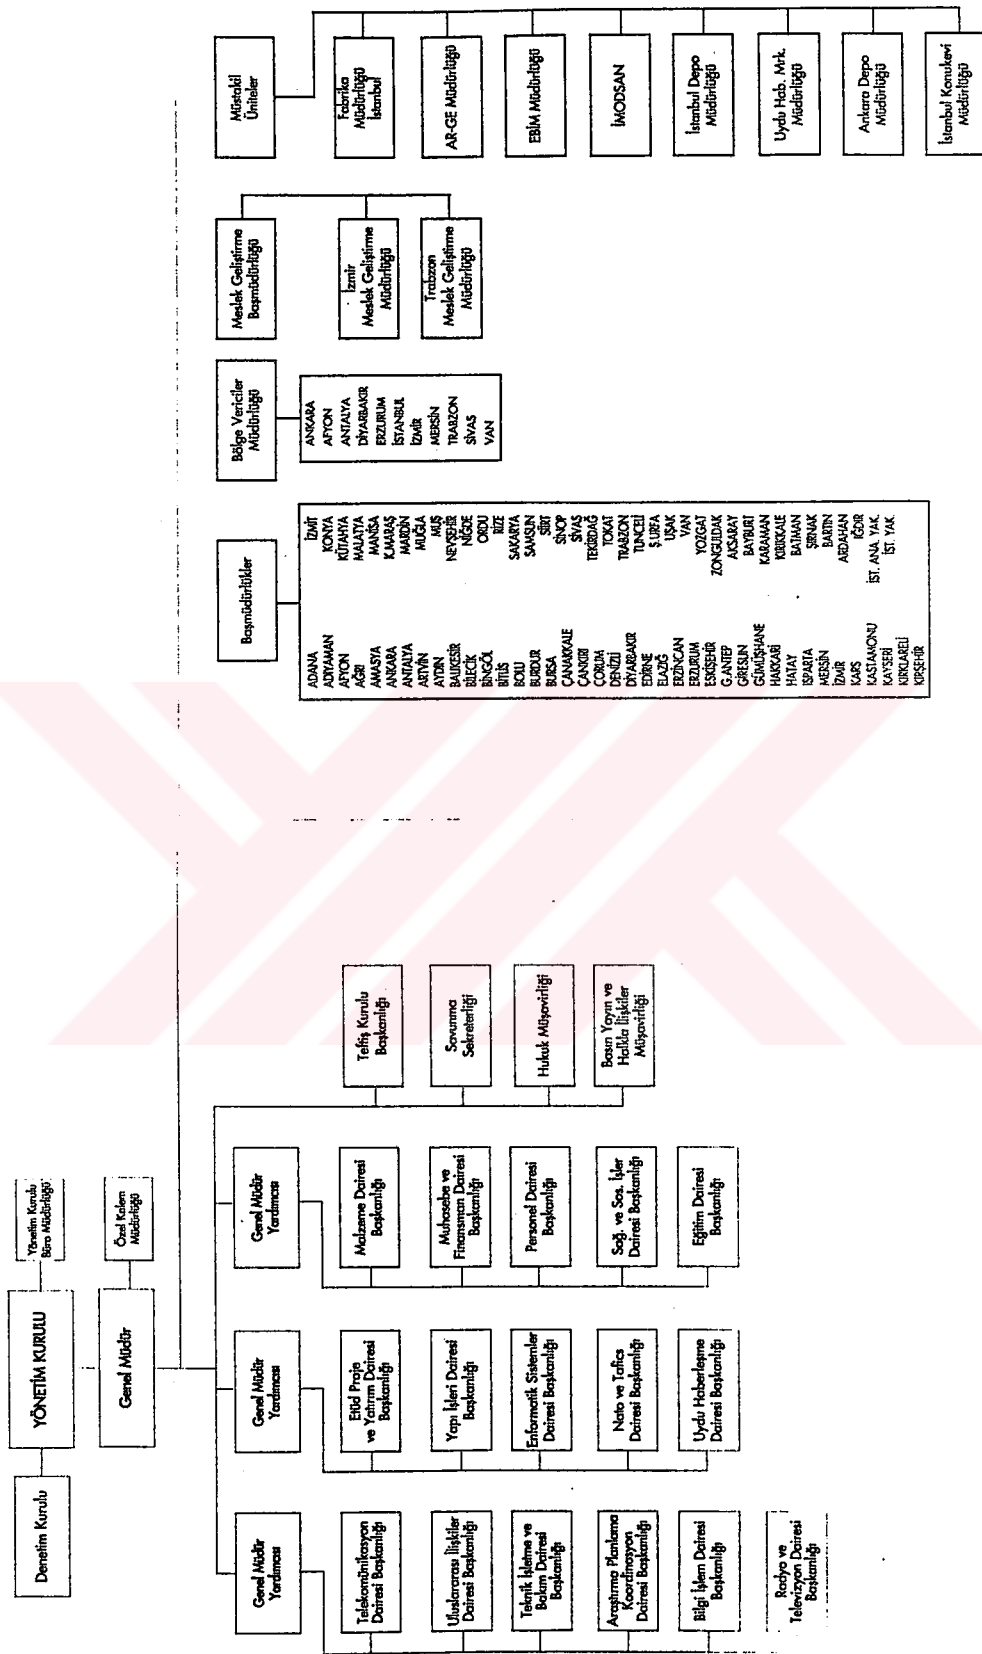 YÖNETİM KURULU
Denetim Kurulu
Yönetim Kurulu
Büro Müdürlüğü
Genel Müdür
Özel Kalem
Müdürlüğü
Genel Müdür
Yardımcısı
Telekomünikasyon
Dairesi Başkanlığı
Uluslararası İlişkiler
Dairesi Başkanlığı
Teknik İşletme ve
Bakım Dairesi
Başkanlığı
Araştırma Planlama
Koordinasyon
Dairesi Başkanlığı
Bilgi İşlem Dairesi
Başkanlığı
Radyo ve
Televizyon Dairesi
Başkanlığı
Genel Müdür
Yardımcısı
Etüd Proje
ve Yatırım Dairesi
Başkanlığı
Yapı İşleri Dairesi
Başkanlığı
Enformatik Sistemler
Dairesi Başkanlığı
Nato ve Tafics
Dairesi Başkanlığı
Uydu Haberleşme
Dairesi Başkanlığı
Genel Müdür
Yardımcısı
Malzeme Dairesi
Başkanlığı
Muhasebe ve
Finansman Dairesi
Başkanlığı
Personel Dairesi
Başkanlığı
Sağ. ve Sos. İşler
Dairesi Başkanlığı
Eğitim Dairesi
Başkanlığı
Teftiş Kurulu
Başkanlığı
Savunma
Sekreterliği
Hukuk Müşavirliği
Basın Yayın ve
Halkla İlişkiler
Müşavirliği
Başmüdürlükler
ADANA
ADIYAMAN
AFYON
AĞRI
AMASYA
ANKARA
ANTALYA
ARTVİN
AYDIN
BALIKESİR
BİLECİK
BİNGÖL
BİTLİS
BOLU
BURDUR
BURSA
ÇANAKKALE
ÇANKIRI
ÇORUM
DENİZLİ
DİYARBAKIR
EDİRNE
ELAZIĞ
ERZİNCAN
ERZURUM
ESKİŞEHİR
G.ANTEP
GİRESUN
GÜMÜŞHANE
HAKKARİ
HATAY
ISPARTA
MERSİN
İZMİR
KARS
KASTAMONU
KAYSERİ
KIRKLARELİ
KIRŞEHİR
İZMİT
KONYA
KÜTAHYA
MALATYA
MANİSA
K.MARAŞ
MARDİN
MUĞLA
MUŞ
NEVŞEHİR
NİĞDE
ORDU
RİZE
SAKARYA
SAMSUN
SİİRT
SİNOP
SİVAS
TEKİRDAĞ
TOKAT
TRABZON
TUNCELİ
Ş.URFA
UŞAK
VAN
YOZGAT
ZONGULDAK
AKSARAY
BAYBURT
KARAMAN
KIRIKKALE
BATMAN
ŞIRNAK
BARTIN
ARDAHAN
IĞDIR
İST. ANA. YAK.
İST. YAK.
Bölge Vericiler
Müdürlüğü
ANKARA
AFYON
ANTALYA
DİYARBAKIR
ERZURUM
İSTANBUL
İZMİR
MERSİN
TRABZON
SİVAS
VAN
Meslek Geliştirme
Başmüdürlüğü
İzmir
Meslek Geliştirme
Müdürlüğü
Trabzon
Meslek Geliştirme
Müdürlüğü
Müstakil
Üniteler
Fabrika
Müdürlüğü
İstanbul
AR-GE Müdürlüğü
EBİM Müdürlüğü
İMODSAN
İstanbul Depo
Müdürlüğü
Uydu Hab. Mrk.
Müdürlüğü
Ankara Depo
Müdürlüğü
İstanbul Konukevi
Müdürlüğü